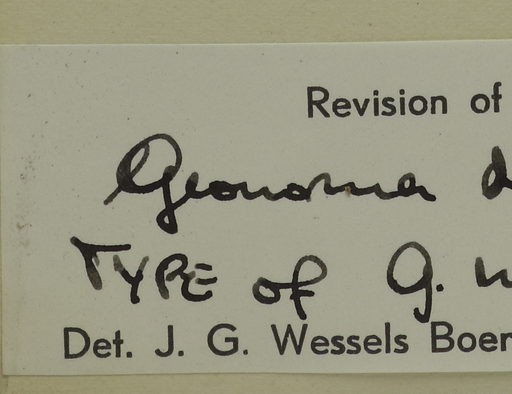 Revision of
Geonoma d
TYPE of G. w
Det. J. G. Wessels Boer